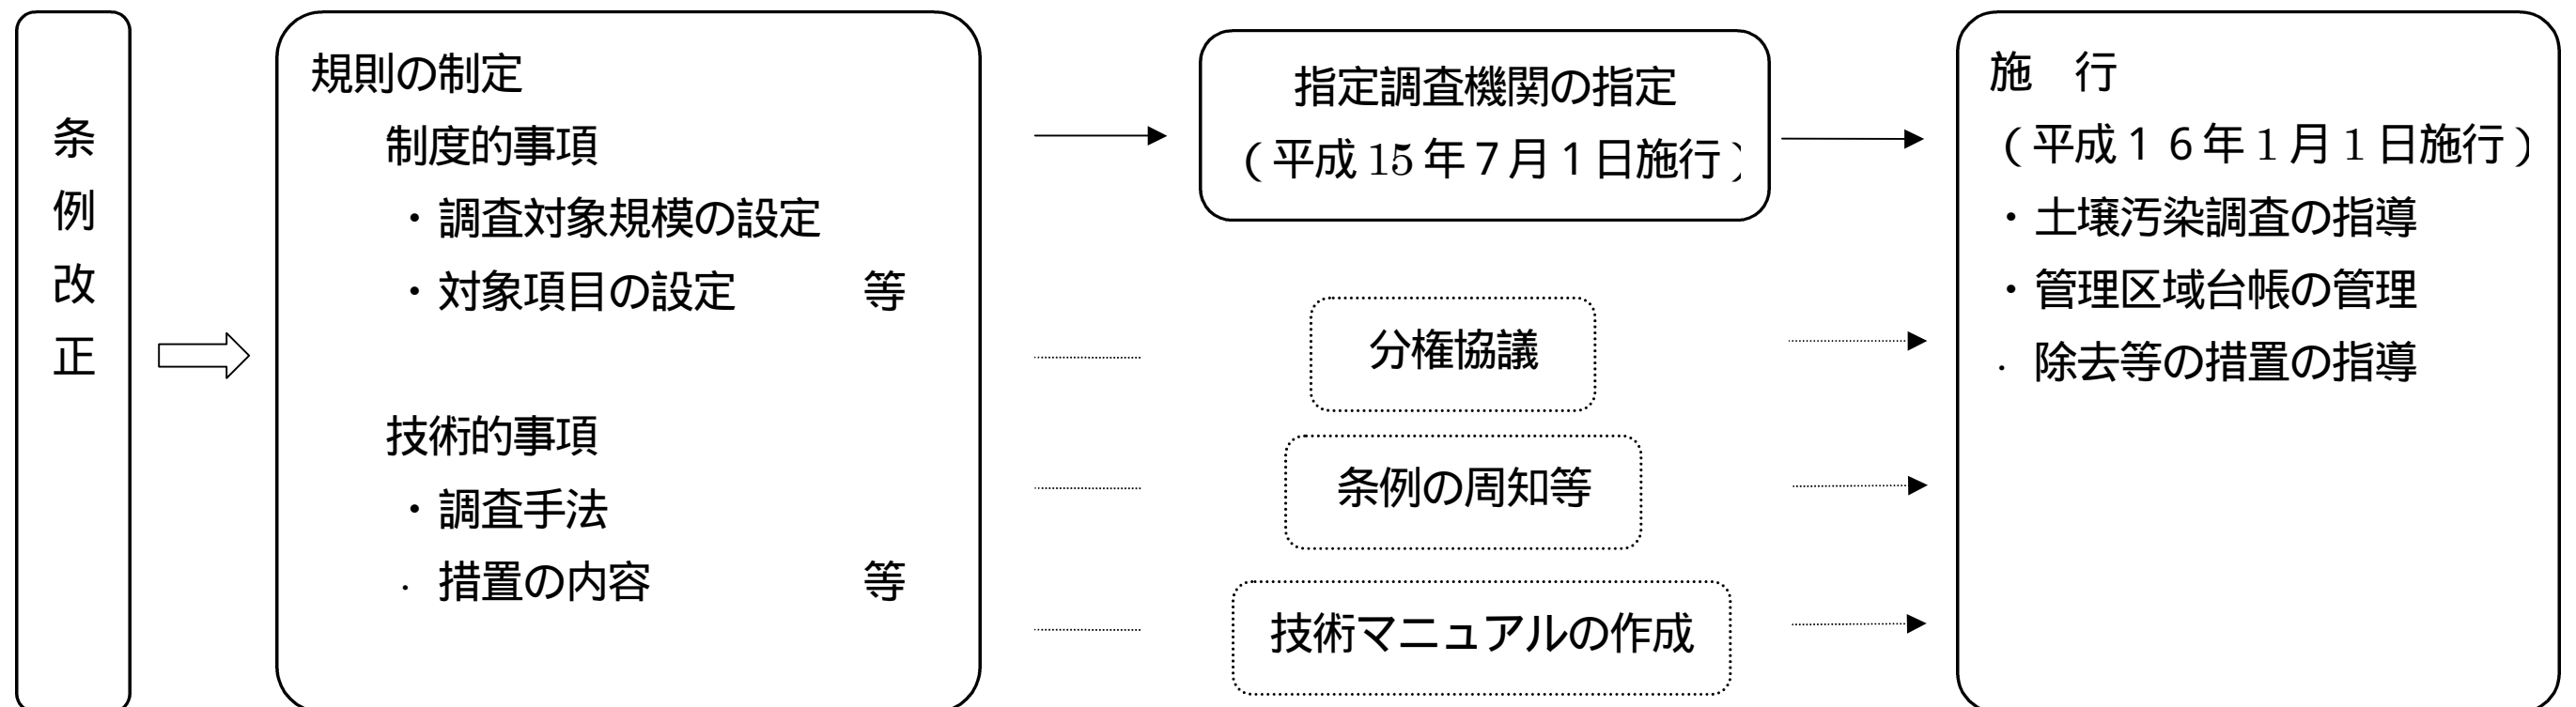 条例改正
規則の制定
制度的事項
・調査対象規模の設定
・対象項目の設定 等
技術的事項
・調査手法
・措置の内容 等
指定調査機関の指定
（平成15年７月１日施行）
分権協議
条例の周知等
技術マニュアルの作成
施 行
（平成１６年１月１日施行）
・土壌汚染調査の指導
・管理区域台帳の管理
・除去等の措置の指導